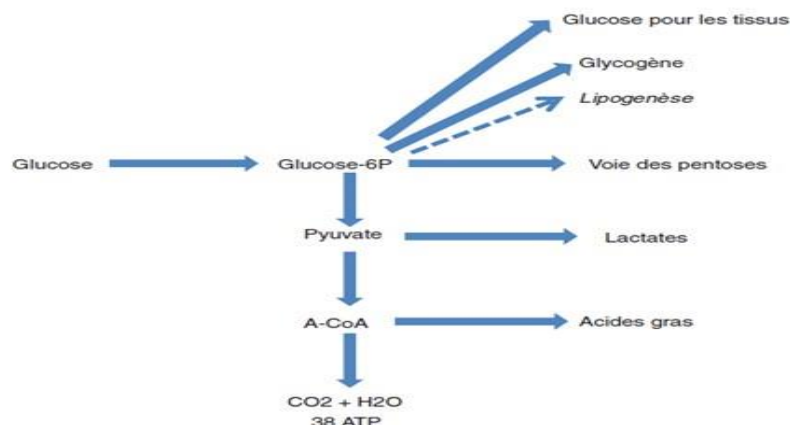 Glucose pour les tissus
Glycogène
Lipogenèse
Glucose
Glucose-6P
Voie des pentoses
Pyuvate
Lactates
A-CoA
Acides gras
CO2 + H2O
38 ATP